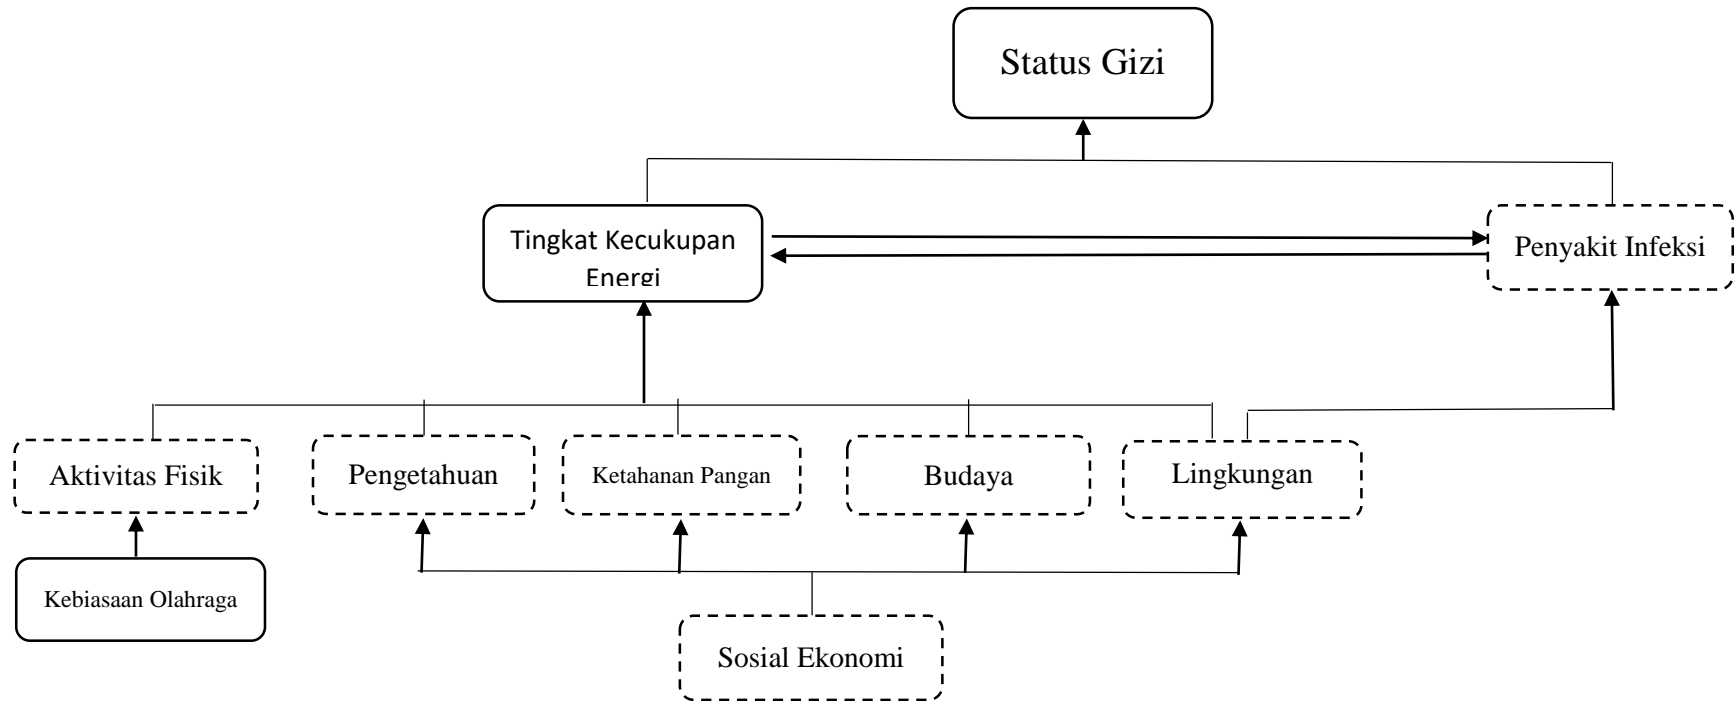 Status Gizi
Tingkat Kecukupan
Energi
Penyakit Infeksi
Aktivitas Fisik
Pengetahuan
Ketahanan Pangan
Budaya
Lingkungan
Kebiasaan Olahraga
Sosial Ekonomi